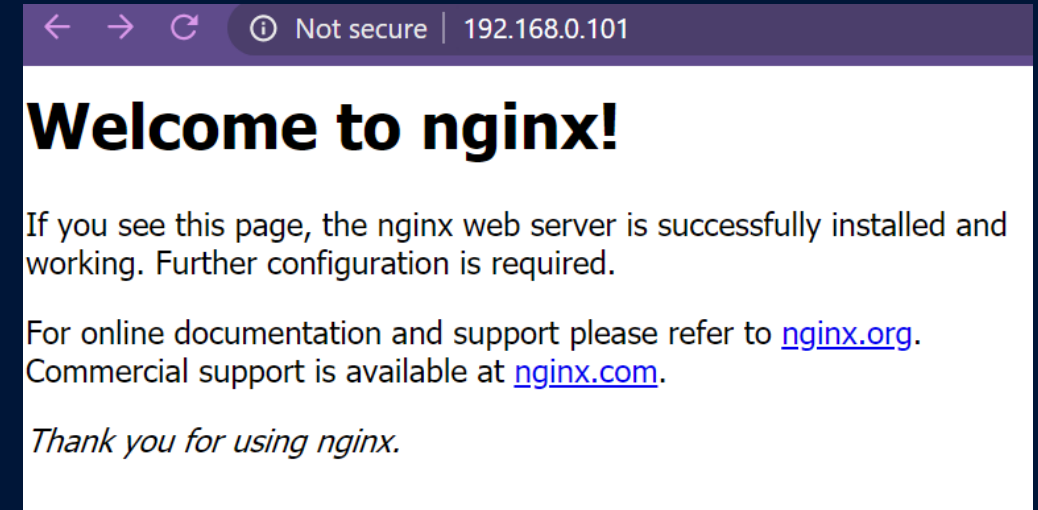 Not secure 192.168.0.101
Welcome to nginx!
If you see this page, the nginx web server is successfully installed and
working. Further configuration is required.
For online documentation and support please refer to nginx.org.
Commercial support is available at nginx.com.
Thank you for using nginx.